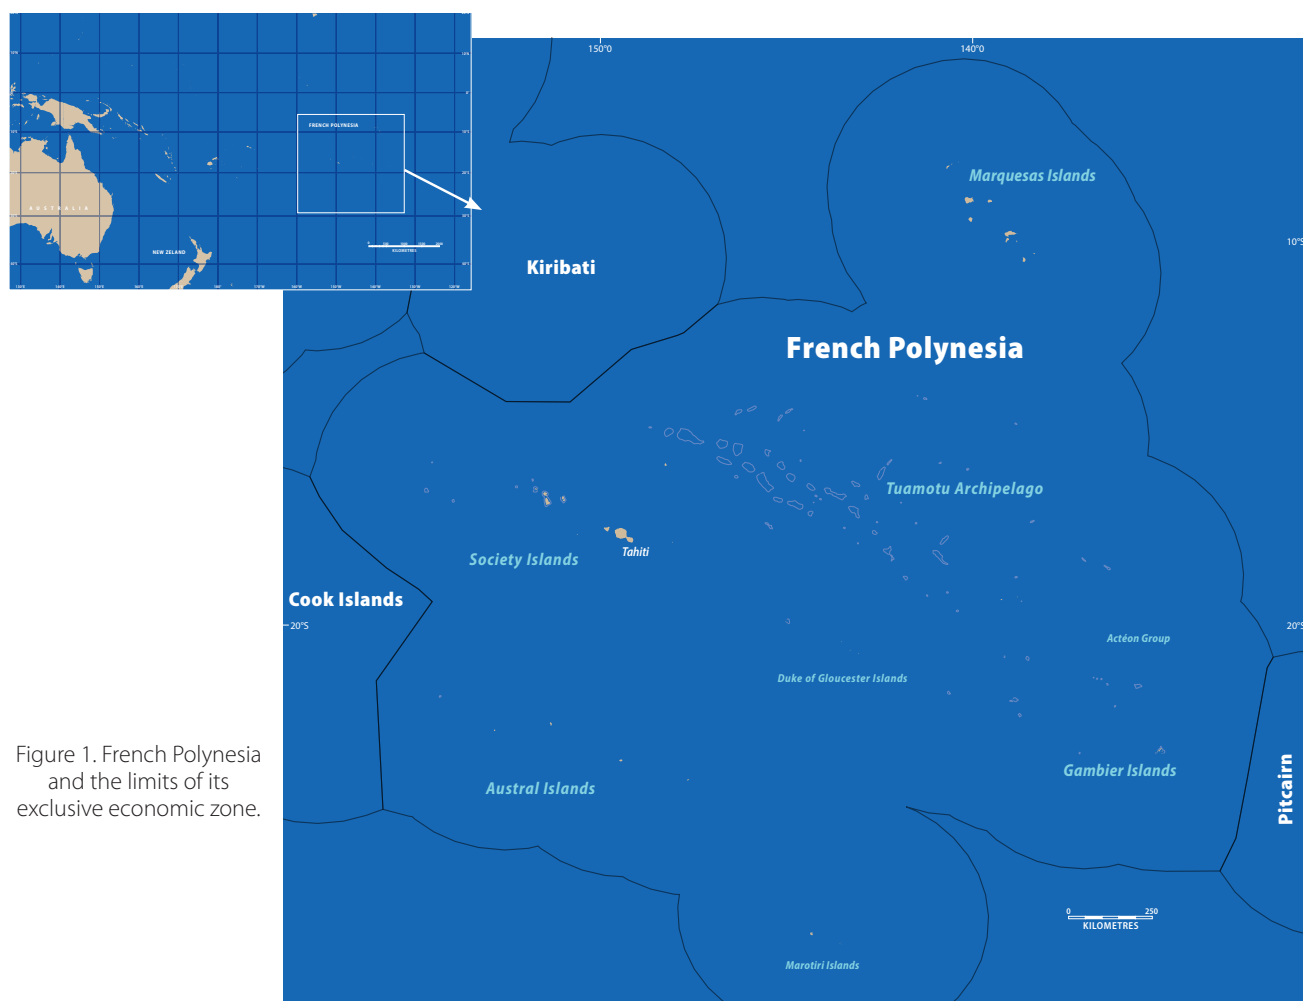 150°0
140°0
FRENCH POLYNESIA
Marquesas Islands
AUSTRALIA
10°S
NEW ZELAND
KILOMETRES
Kiribati
French Polynesia
Tuamotu Archipelago
Society Islands
Tahiti
Cook Islands
20°S
20°S
Actéon Group
Duke of Gloucester Islands
Figure 1. French Polynesia
and the limits of its
exclusive economic zone.
Gambier Islands
Austral Islands
Pitcairn
0 250
KILOMETRES
Marotiri Islands